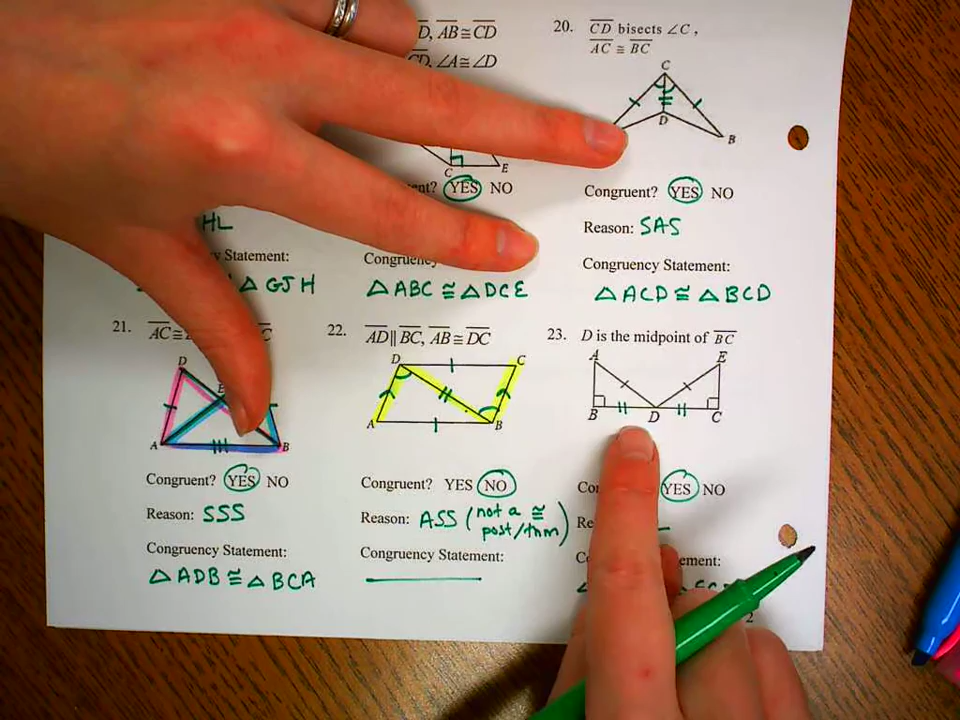 D, AB ≅ CD
CD, ∠A ≅ ∠D
C E
YES NO
HL
Statement:
△ GJH
△ABC ≅ △DCE
20. CD bisects ∠C,
AC ≅ BC
C
D
B
Congruent? YES NO
Reason: SAS
Congruency Statement:
△ACD ≅ △BCD
21. AC ≅
D
E
A B
Congruent? YES NO
Reason: SSS
Congruency Statement:
△ADB ≅ △BCA
22. AD || BC, AB ≅ DC
D C
A B
Congruent? YES NO
Reason: ASS (not a ≅
post/thm)
Congruency Statement:
23. D is the midpoint of BC
A E
B D C
YES NO
2